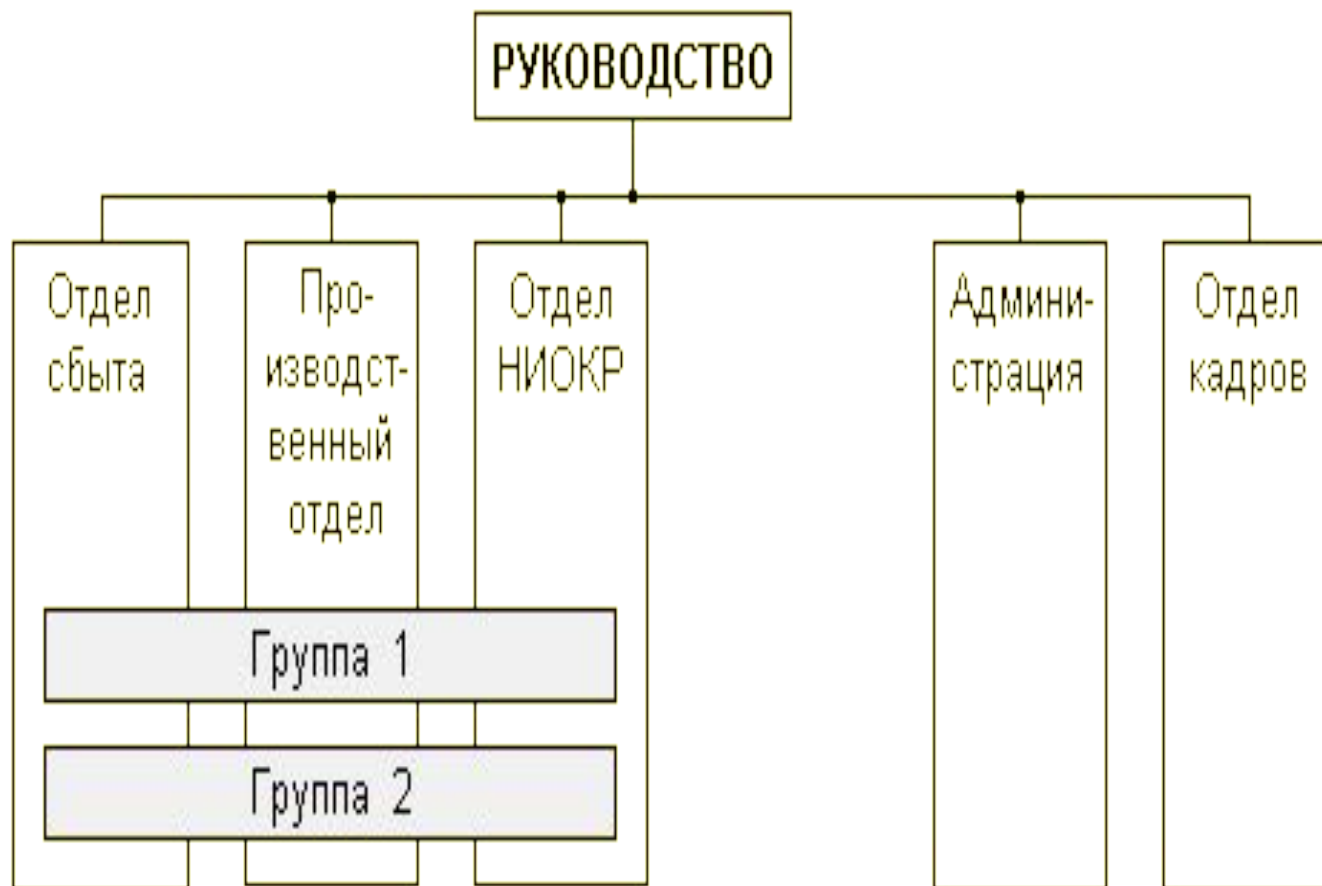 РУКОВОДСТВО
Отдел
сбыта
Про-
изводст-
венный
отдел
Отдел
НИОКР
Админи-
страция
Отдел
кадров
Группа 1
Группа 2